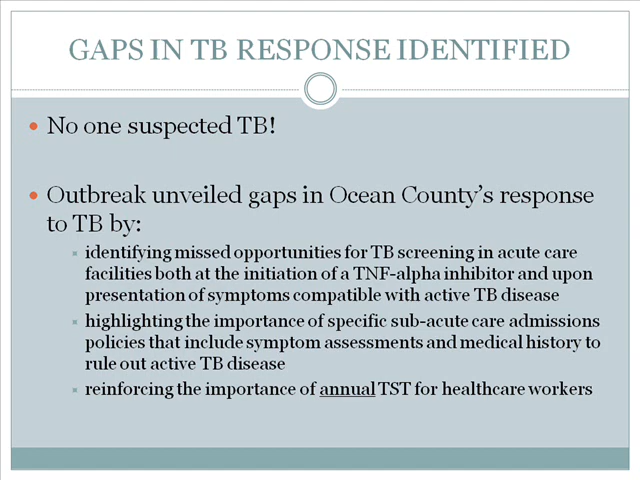 GAPS IN TB RESPONSE IDENTIFIED
No one suspected TB!
Outbreak unveiled gaps in Ocean County's response
to TB by:
identifying missed opportunities for TB screening in acute care
facilities both at the initiation of a TNF-alpha inhibitor and upon
presentation of symptoms compatible with active TB disease
highlighting the importance of specific sub-acute care admissions
policies that include symptom assessments and medical history to
rule out active TB disease
reinforcing the importance of annual TST for healthcare workers